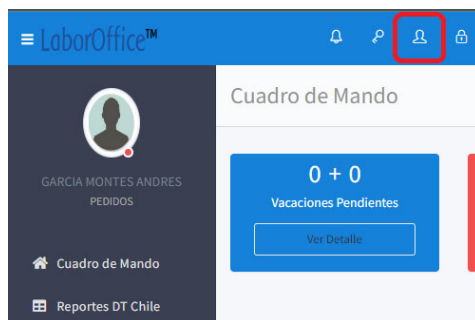 LaborOffice™
Cuadro de Mando
GARCIA MONTES ANDRES
PEDIDOS
0 + 0
Vacaciones Pendientes
Ver Detalle
Cuadro de Mando
Reportes DT Chile